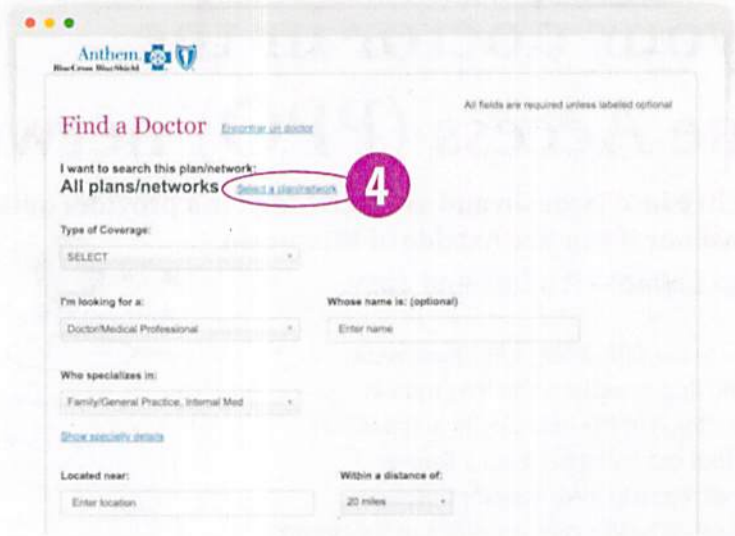 Anthem
BlueCross BlueShield
All fields are required unless labeled optional
Find a Doctor Encontrar un doctor
I want to search this plan/network:
All plans/networks Select a plan/network 4
Type of Coverage:
SELECT
I'm looking for a: Whose name is: (optional)
Doctor/Medical Professional Enter name
Who specializes in:
Family/General Practice, Internal Med
Show specialty details
Located near: Within a distance of:
Enter location 20 miles